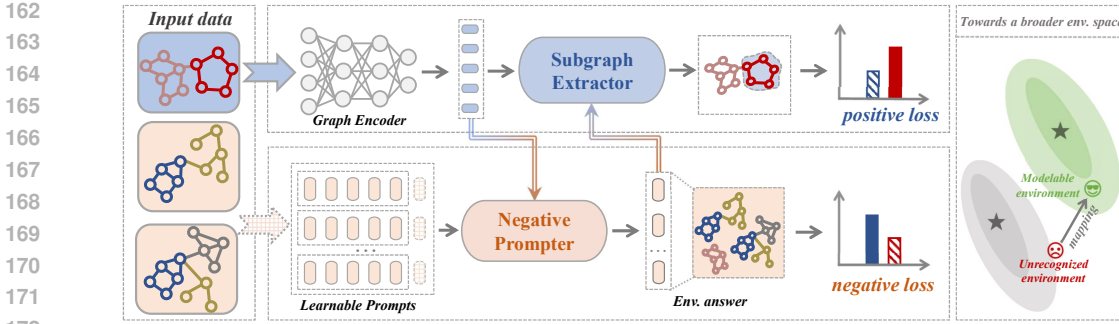 162
163
164
165
166
167
168
169
170
171
Input data
Graph Encoder
Subgraph
Extractor
positive loss
Learnable Prompts
...
Negative
Prompter
...
Env. answer
negative loss
Towards a broader env. space
Modelable
environment
mapping
Unrecognized
environment